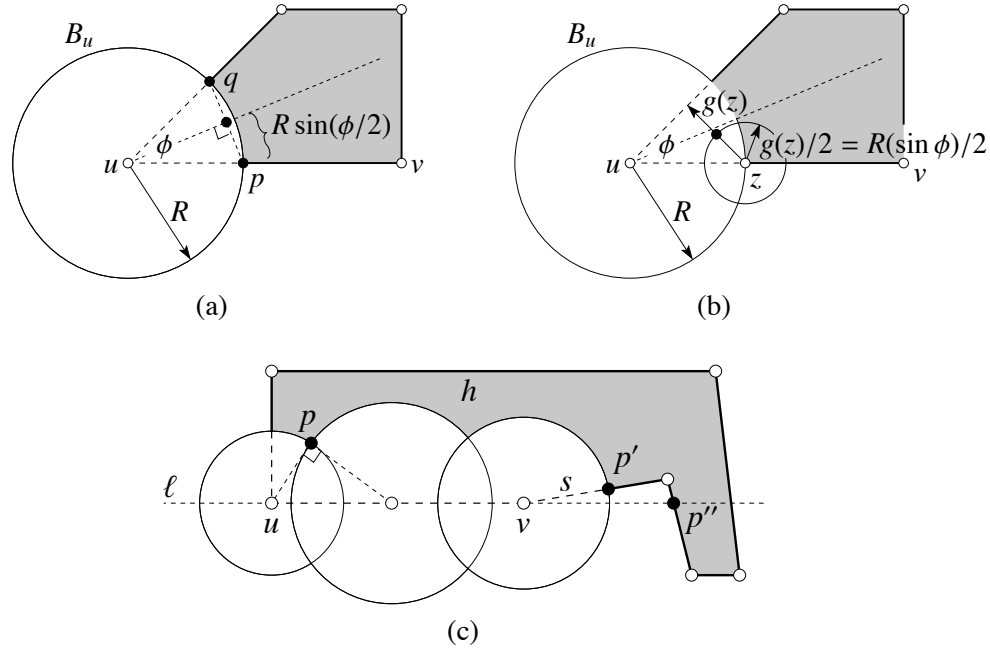 B_u
q
ϕ
R sin(ϕ/2)
u
p
v
R
(a)
B_u
g(z)
ϕ
g(z)/2 = R(sin ϕ)/2
u
z
v
R
(b)
h
p
p′
ℓ
s
u
v
p′′
(c)